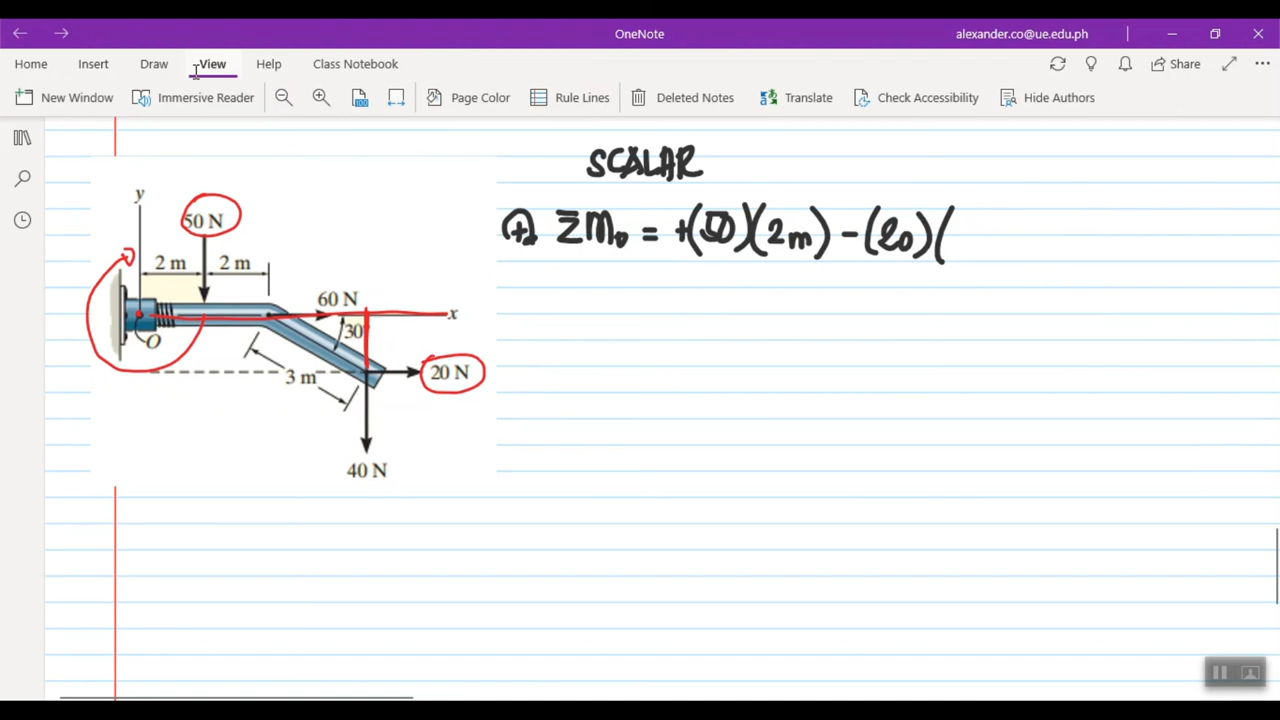 OneNote
alexander.co@ue.edu.ph
Home Insert Draw View Help Class Notebook
Share
New Window Immersive Reader Page Color Rule Lines Deleted Notes Translate Check Accessibility Hide Authors
SCALAR
(+) ΣMo = +(50)(2m) - (20)(
y
50 N
2 m 2 m
60 N
x
30°
O
3 m
20 N
40 N